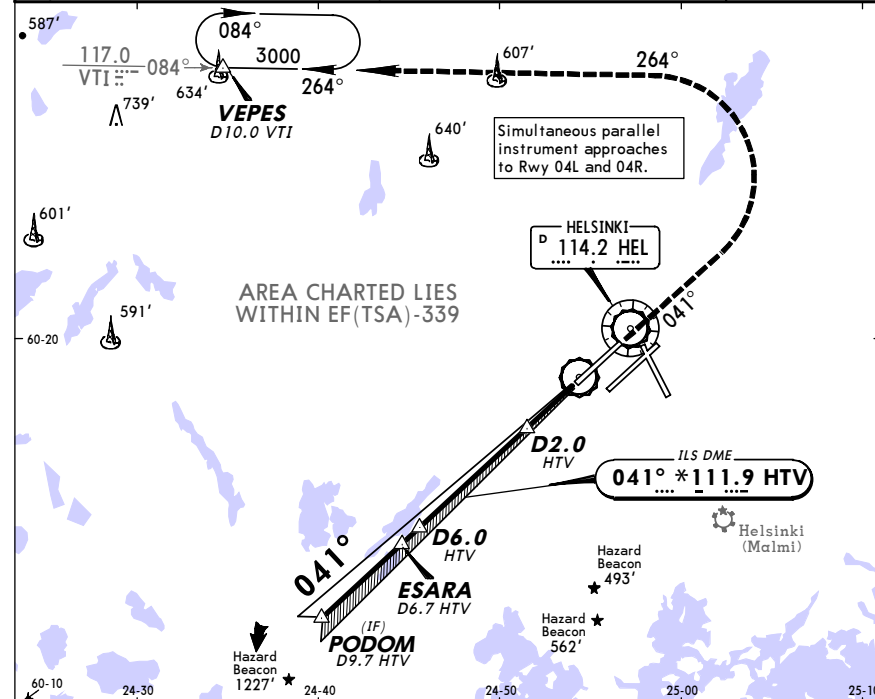 587'
084°
3000
607'
264°
117.0
VTI
084°
634'
264°
VEPES
D10.0 VTI
739'
640'
Simultaneous parallel
instrument approaches
to Rwy 04L and 04R.
601'
HELSINKI
D 114.2 HEL
AREA CHARTED LIES
WITHIN EF(TSA)-339
041°
591'
60-20
D2.0
HTV
ILS DME
041° *111.9 HTV
Helsinki
(Malmi)
D6.0
HTV
041°
ESARA
D6.7 HTV
Hazard
Beacon
493'
(IF)
PODOM
D9.7 HTV
Hazard
Beacon
562'
Hazard
Beacon
1227'
60-10
24-30
24-40
24-50
25-00
25-10